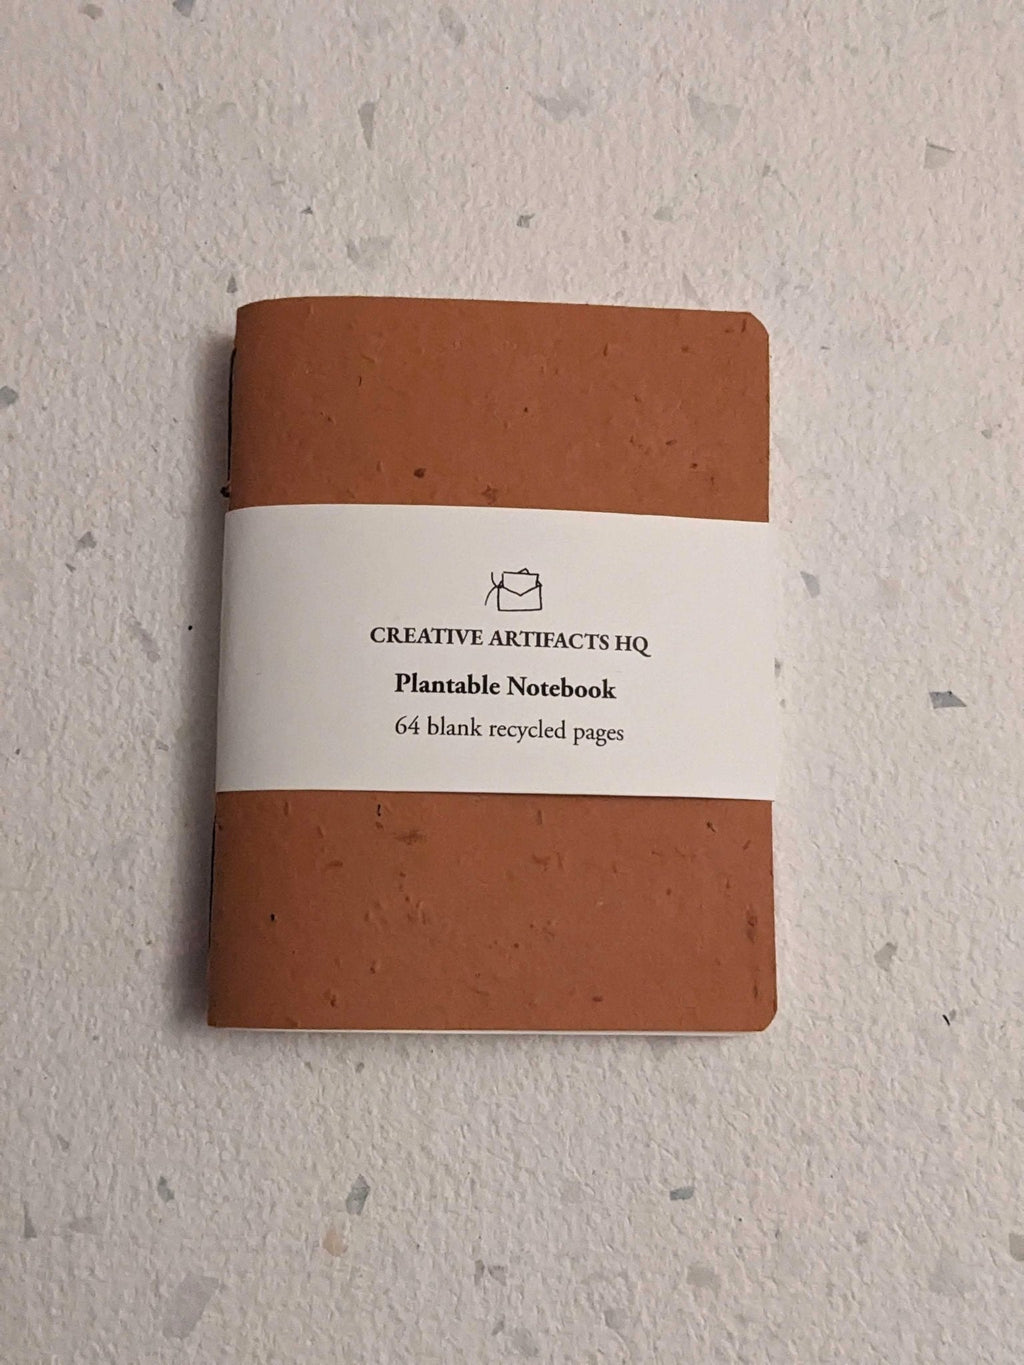 CREATIVE ARTIFACTS HQ
Plantable Notebook
64 blank recycled pages